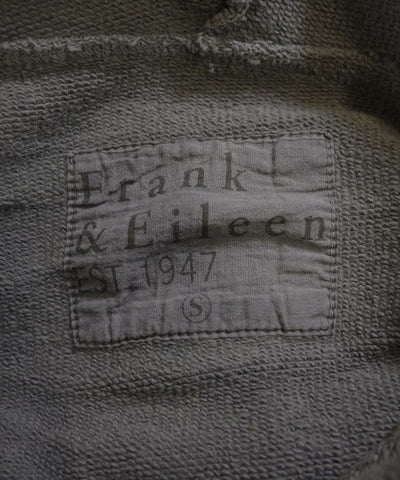 Frank
& Eileen
EST. 1947
S